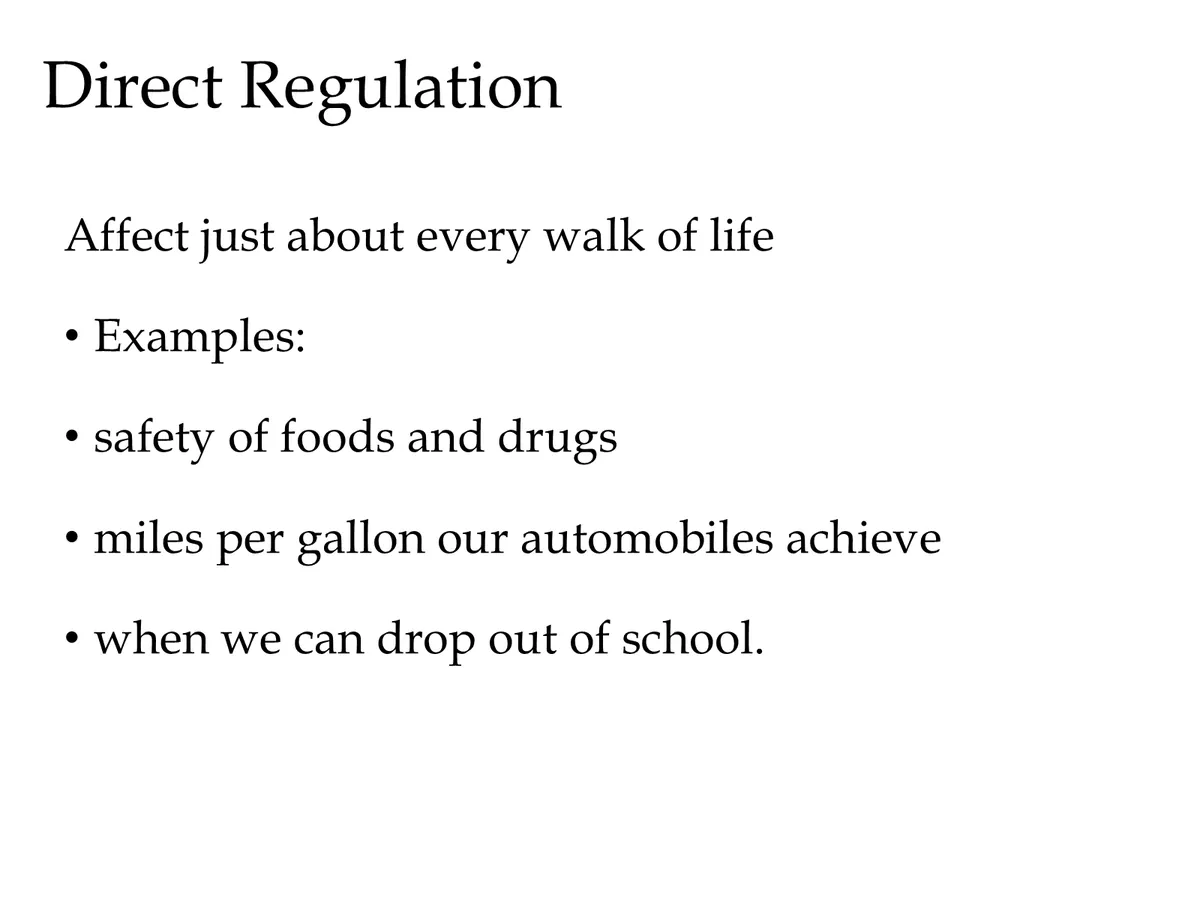 Direct Regulation
Affect just about every walk of life
• Examples:
• safety of foods and drugs
• miles per gallon our automobiles achieve
• when we can drop out of school.